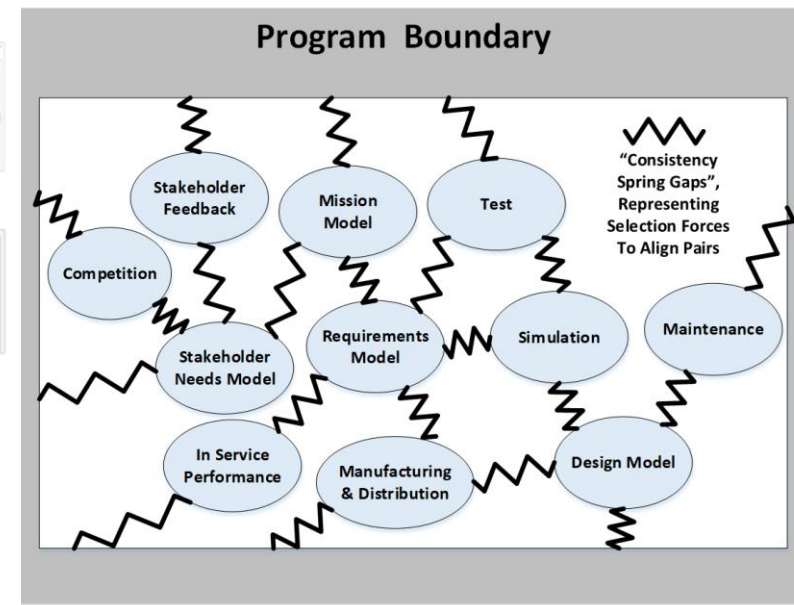 Program Boundary
Stakeholder
Feedback
Mission
Model
Test
"Consistency
Spring Gaps",
Representing
Selection Forces
To Align Pairs
Competition
Stakeholder
Needs Model
Requirements
Model
Simulation
Maintenance
In Service
Performance
Manufacturing
& Distribution
Design Model